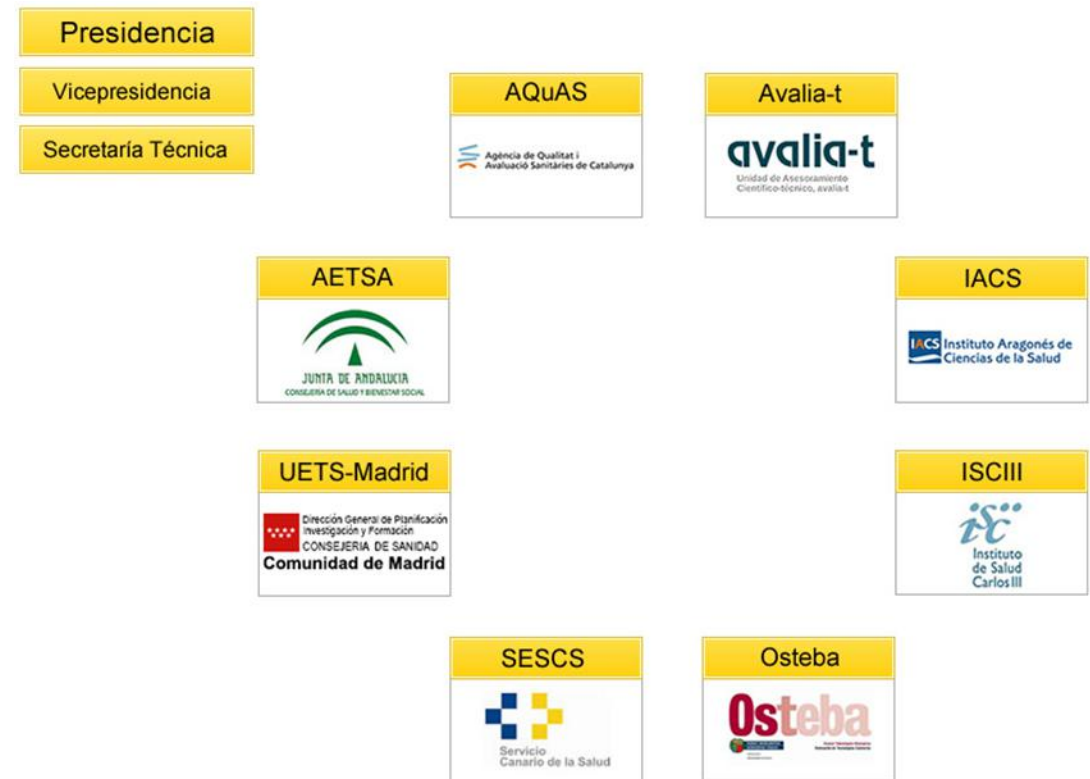 Presidencia
Vicepresidencia
Secretaría Técnica
AQuAS
Agència de Qualitat i
Avaluació Sanitàries de Catalunya
Avalia-t
avalia-t
Unidad de Asesoramiento
Científico-técnico, avalia-t
AETSA
JUNTA DE ANDALUCIA
CONSEJERIA DE SALUD Y BIENESTAR SOCIAL
IACS
IACS Instituto Aragonés de
Ciencias de la Salud
UETS-Madrid
Dirección General de Planificación
Investigación y Formación
CONSEJERIA DE SANIDAD
Comunidad de Madrid
ISCIII
isc
Instituto
de Salud
Carlos III
SESCS
Servicio
Canario de la Salud
Osteba
Osteba